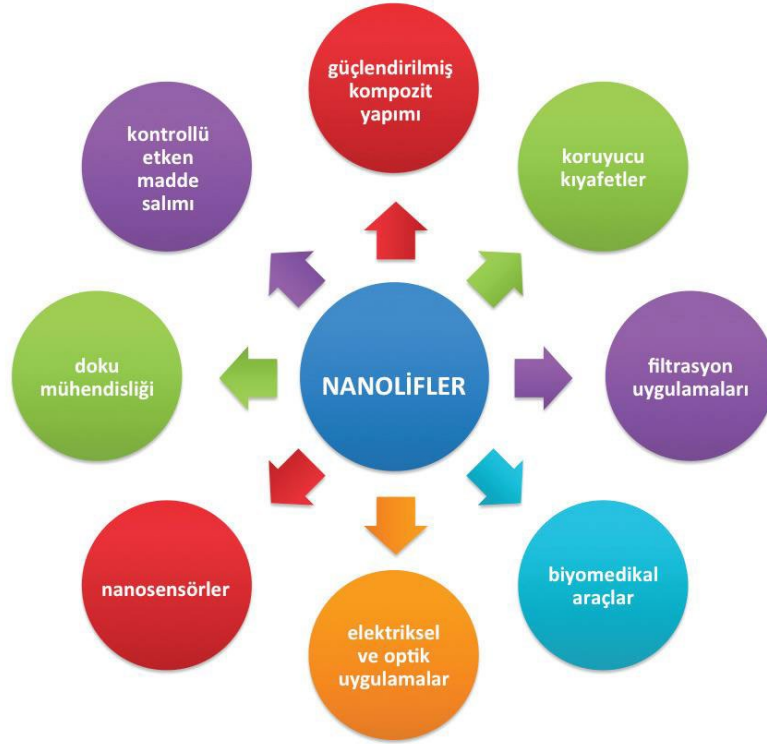 güçlendirilmiş
kompozit
yapımı
koruyucu
kıyafetler
filtrasyon
uygulamaları
biyomedikal
araçlar
elektriksel
ve optik
uygulamalar
nanosensörler
doku
mühendisliği
kontrollü
etken
madde
salımı
NANOLİFLER